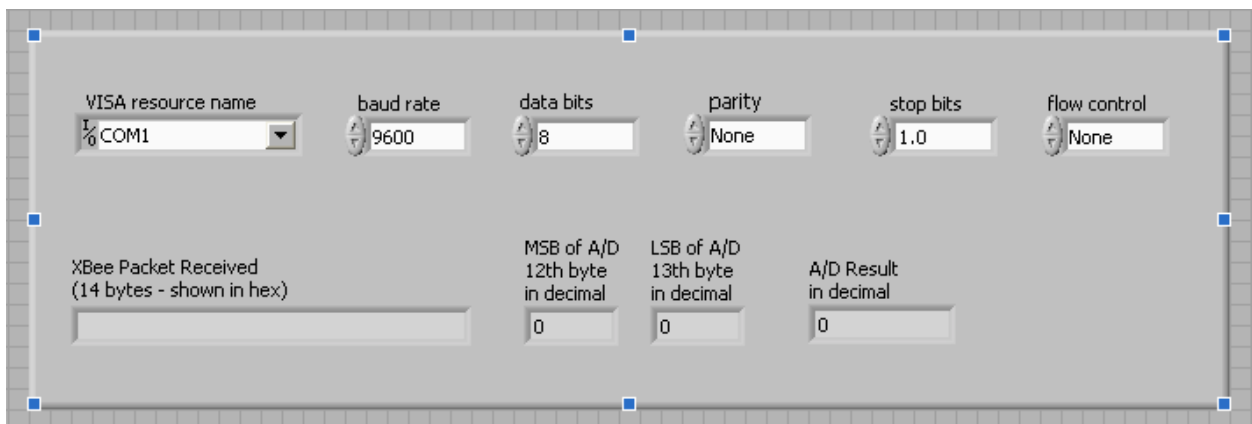 VISA resource name
baud rate
data bits
parity
stop bits
flow control
I/O COM1
9600
8
None
1.0
None
XBee Packet Received
(14 bytes - shown in hex)
MSB of A/D
12th byte
in decimal
LSB of A/D
13th byte
in decimal
A/D Result
in decimal
0
0
0